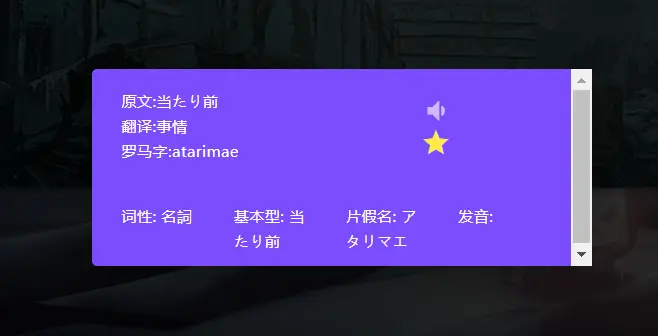 原文:当たり前
翻译:事情
罗马字:atarimae
词性: 名詞 基本型: 当 片假名: ア 发音:
たり前 タリマエ